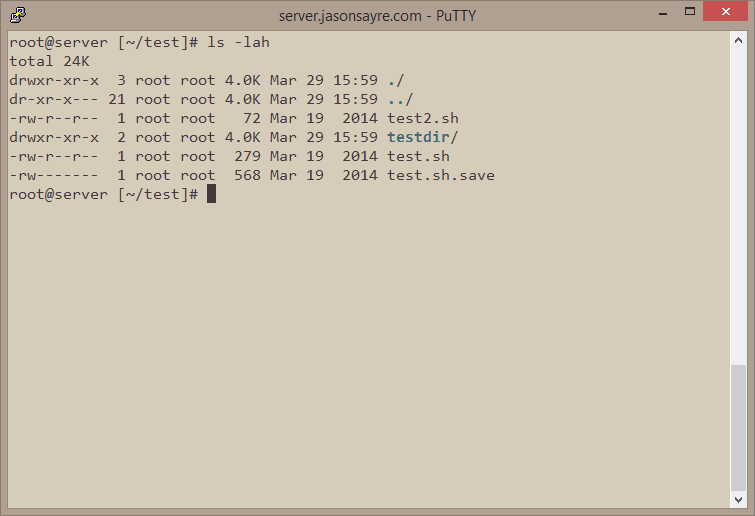 server.jasonsayre.com - PuTTY
root@server [~/test]# ls -lah
total 24K
drwxr-xr-x  3 root root 4.0K Mar 29 15:59 ./
dr-xr-x--- 21 root root 4.0K Mar 29 15:59 ../
-rw-r--r--  1 root root   72 Mar 19  2014 test2.sh
drwxr-xr-x  2 root root 4.0K Mar 29 15:59 testdir/
-rw-r--r--  1 root root  279 Mar 19  2014 test.sh
-rw-------  1 root root  568 Mar 19  2014 test.sh.save
root@server [~/test]#